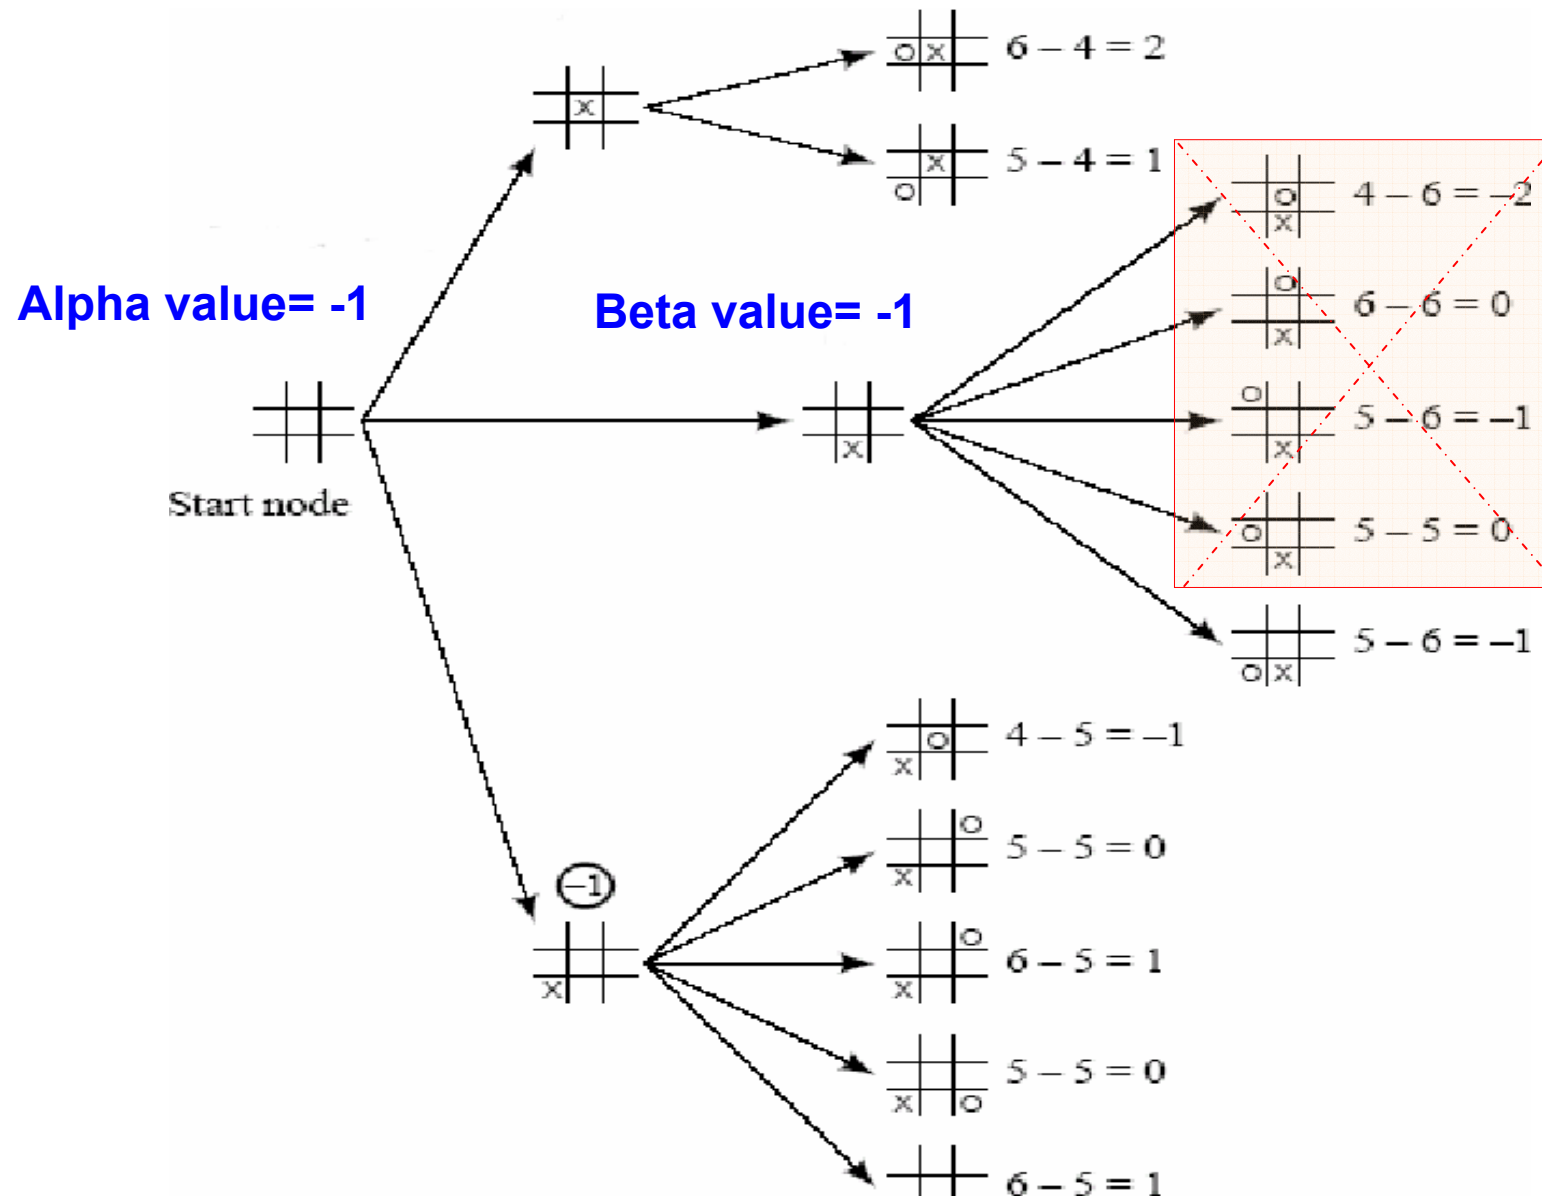 O X 6 – 4 = 2
X
X 5 – 4 = 1
O
O 4 – 6 = –2
X
Alpha value= -1
Beta value= -1
O 6 – 6 = 0
X
O 5 – 6 = –1
X
X
Start node
O 5 – 5 = 0
X
5 – 6 = –1
O X
O 4 – 5 = –1
X
O 5 – 5 = 0
X
–1
O 6 – 5 = 1
X
X
5 – 5 = 0
X O
6 – 5 = 1